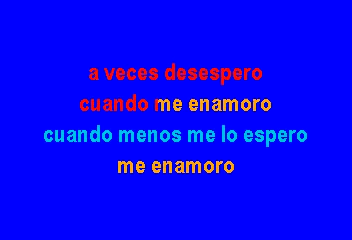 a veces desespero
cuando me enamoro
cuando menos me lo espero
me enamoro